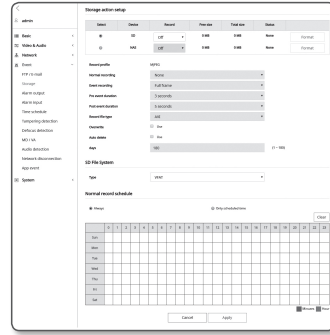 admin
Basic
Video & Audio
Network
Event
FTP / E-mail
Storage
Alarm output
Alarm input
Time schedule
Tampering detection
Defocus detection
MD / VA
Audio detection
Network disconnection
App event
System
Storage action setup
Select Device Record Free size Total size Status
SD Off 0 MB 0 MB None Format
NAS Off 0 MB 0 MB None Format
Record profile MJPEG
Normal recording None
Event recording Full frame
Pre event duration 5 seconds
Post event duration 5 seconds
Record file type AVI
Overwrite Use
Auto delete Use
Days 180 (1 ~ 180)
SD File System
Type VFAT
Normal record schedule
Always Only scheduled time
Clear
0 1 2 3 4 5 6 7 8 9 10 11 12 13 14 15 16 17 18 19 20 21 22 23
Sun
Mon
Tue
Wed
Thu
Fri
Sat
Minutes Hour
Cancel Apply